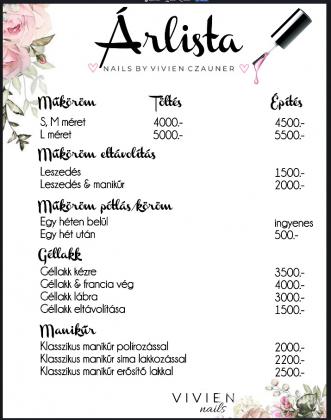 Árlista
NAILS BY VIVIEN CZAUNER
Műköröm Töltés Építés
S, M méret 4000.- 4500.-
L méret 5000.- 5500.-
Műköröm eltávolítás
Leszedés 1500.-
Leszedés & manikűr 2000.-
Műköröm pótlás/köröm
Egy héten belül ingyenes
Egy hét után 500.-
Géllakk
Géllakk kézre 3500.-
Géllakk & francia vég 4000.-
Géllakk lábra 3000.-
Géllakk eltávolítása 1500.-
Manikűr
Klasszikus manikűr polírozással 2000.-
Klasszikus manikűr sima lakkozással 2200.-
Klasszikus manikűr erősítő lakkal 2500.-
VIVIEN
nails